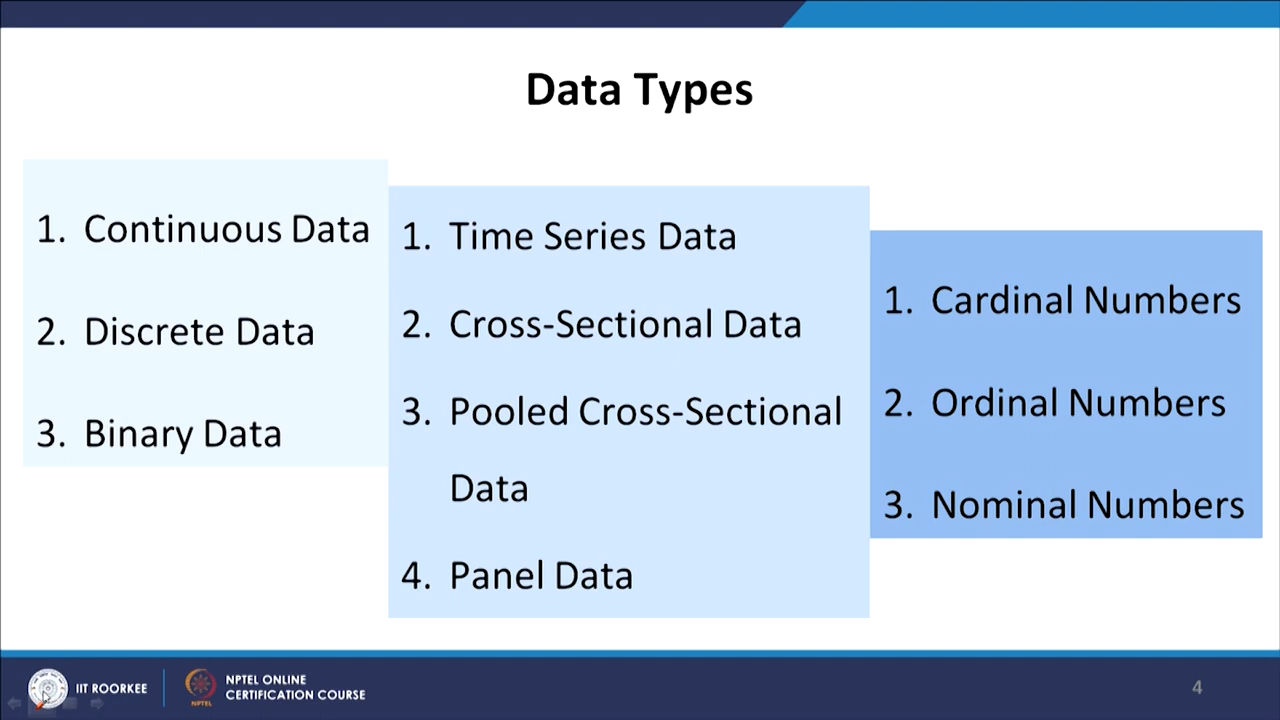 Data Types
1. Continuous Data
2. Discrete Data
3. Binary Data
1. Time Series Data
2. Cross-Sectional Data
3. Pooled Cross-Sectional
Data
4. Panel Data
1. Cardinal Numbers
2. Ordinal Numbers
3. Nominal Numbers
IIT ROORKEE
NPTEL
NPTEL ONLINE
CERTIFICATION COURSE
4